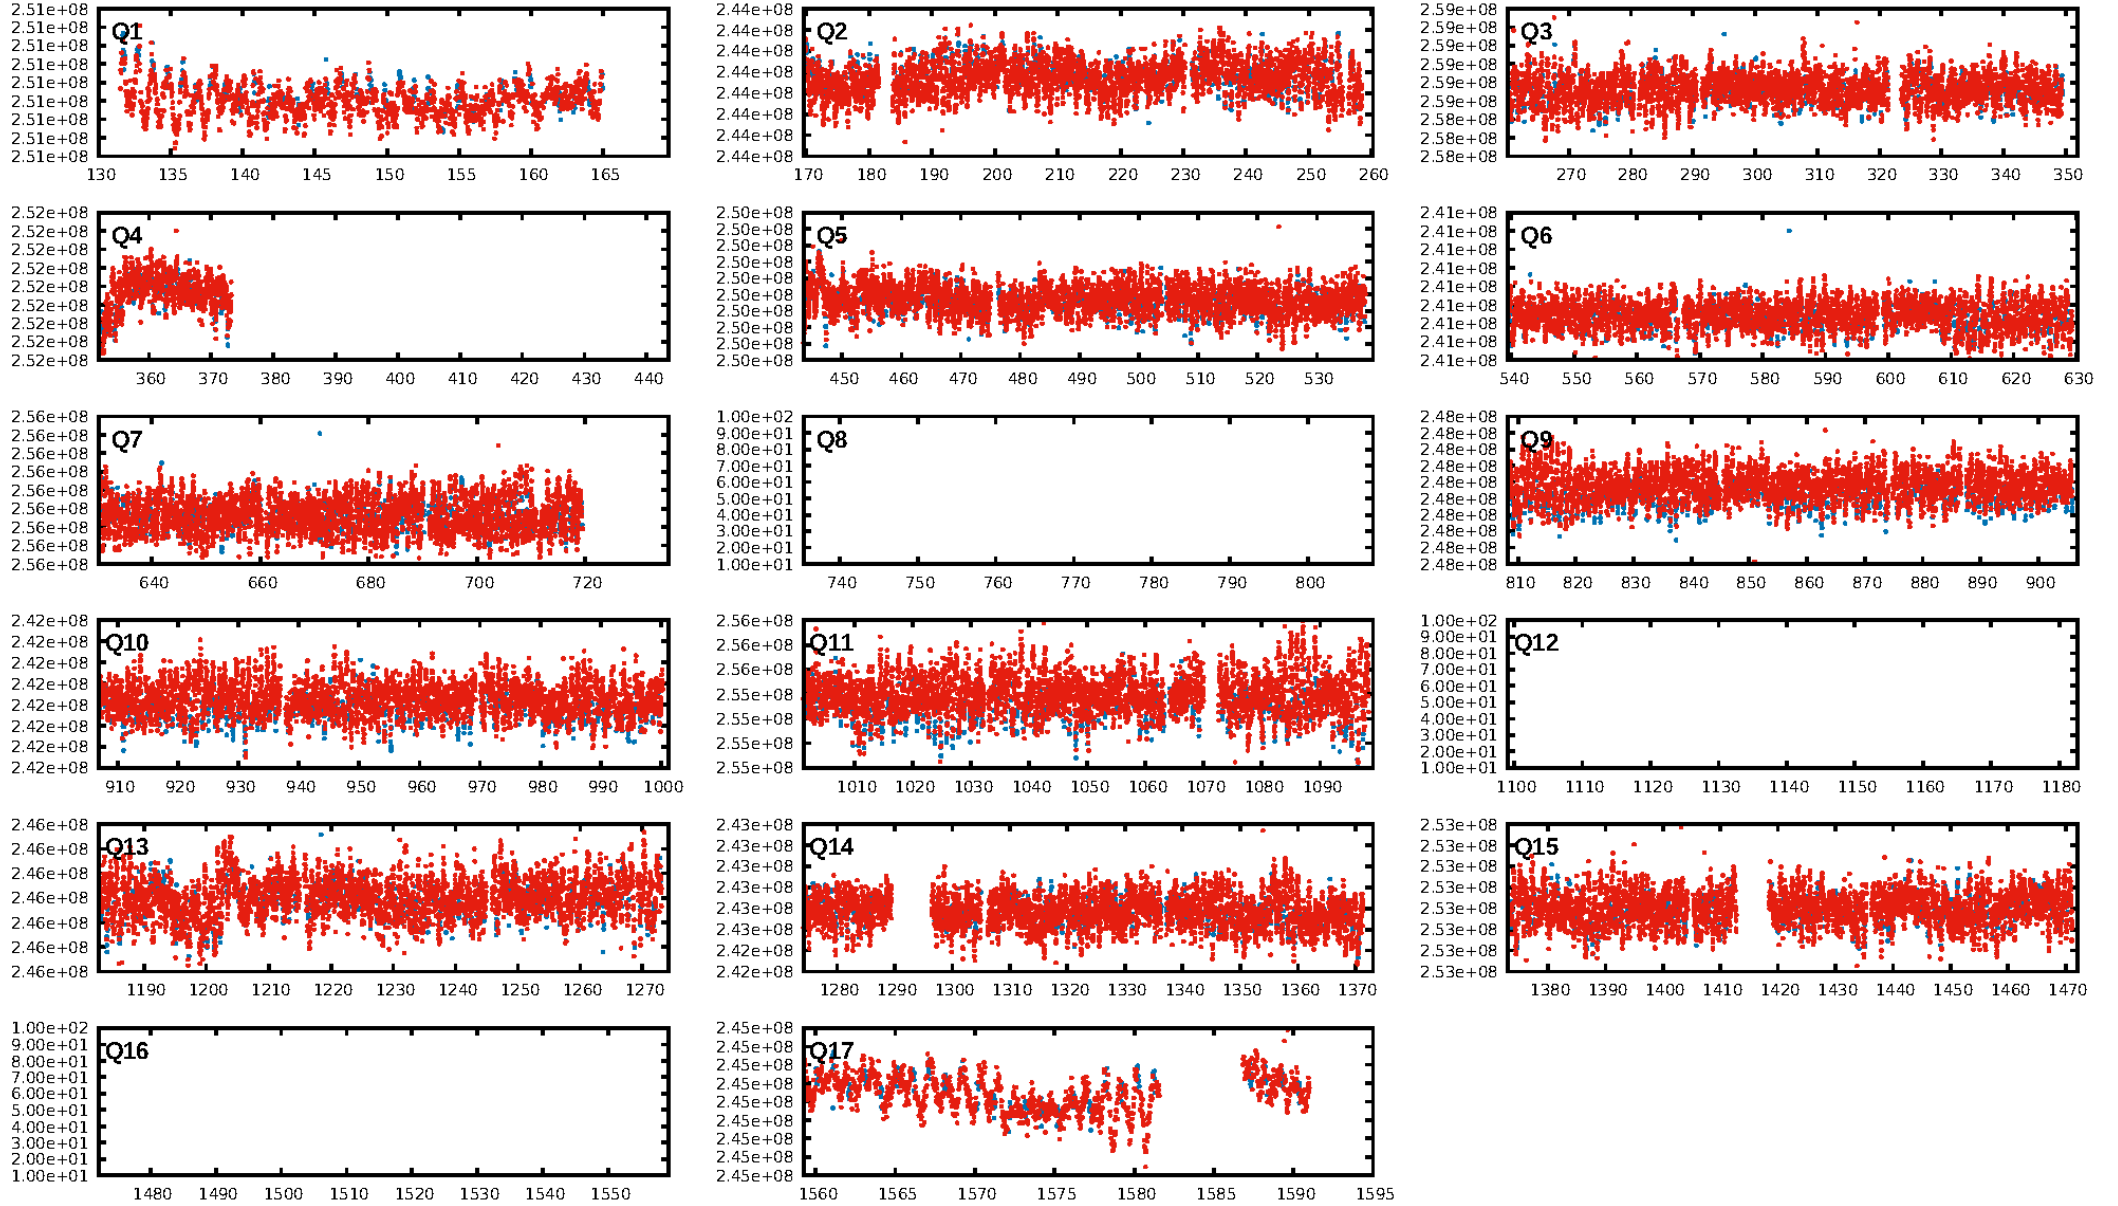 2.51e+08 2.51e+08 2.51e+08 2.51e+08 2.51e+08 2.51e+08 2.51e+08 2.51e+08 2.51e+08
Q1
130 135 140 145 150 155 160 165
2.44e+08 2.44e+08 2.44e+08 2.44e+08 2.44e+08 2.44e+08 2.44e+08 2.44e+08
Q2
170 180 190 200 210 220 230 240 250 260
2.59e+08 2.59e+08 2.59e+08 2.59e+08 2.59e+08 2.59e+08 2.58e+08 2.58e+08 2.58e+08
Q3
270 280 290 300 310 320 330 340 350
2.52e+08 2.52e+08 2.52e+08 2.52e+08 2.52e+08 2.52e+08 2.52e+08 2.52e+08 2.52e+08
Q4
360 370 380 390 400 410 420 430 440
2.50e+08 2.50e+08 2.50e+08 2.50e+08 2.50e+08 2.50e+08 2.50e+08 2.50e+08 2.50e+08 2.50e+08
Q5
450 460 470 480 490 500 510 520 530
2.41e+08 2.41e+08 2.41e+08 2.41e+08 2.41e+08 2.41e+08 2.41e+08 2.41e+08 2.41e+08
Q6
540 550 560 570 580 590 600 610 620 630
2.56e+08 2.56e+08 2.56e+08 2.56e+08 2.56e+08 2.56e+08 2.56e+08 2.56e+08 2.56e+08
Q7
640 660 680 700 720
1.00e+02 9.00e+01 8.00e+01 7.00e+01 6.00e+01 5.00e+01 4.00e+01 3.00e+01 2.00e+01 1.00e+01
Q8
740 750 760 770 780 790 800
2.48e+08 2.48e+08 2.48e+08 2.48e+08 2.48e+08 2.48e+08 2.48e+08 2.48e+08 2.48e+08 2.48e+08
Q9
810 820 830 840 850 860 870 880 890 900
2.42e+08 2.42e+08 2.42e+08 2.42e+08 2.42e+08 2.42e+08 2.42e+08 2.42e+08
Q10
910 920 930 940 950 960 970 980 990 1000
2.56e+08 2.56e+08 2.56e+08 2.55e+08 2.55e+08 2.55e+08 2.55e+08
Q11
1010 1020 1030 1040 1050 1060 1070 1080 1090
1.00e+02 9.00e+01 8.00e+01 7.00e+01 6.00e+01 5.00e+01 4.00e+01 3.00e+01 2.00e+01 1.00e+01
Q12
1100 1110 1120 1130 1140 1150 1160 1170 1180
2.46e+08 2.46e+08 2.46e+08 2.46e+08 2.46e+08 2.46e+08 2.46e+08
Q13
1190 1200 1210 1220 1230 1240 1250 1260 1270
2.43e+08 2.43e+08 2.43e+08 2.43e+08 2.43e+08 2.43e+08 2.42e+08 2.42e+08
Q14
1280 1290 1300 1310 1320 1330 1340 1350 1360 1370
2.53e+08 2.53e+08 2.53e+08 2.53e+08 2.53e+08 2.53e+08 2.53e+08 2.53e+08
Q15
1380 1390 1400 1410 1420 1430 1440 1450 1460 1470
1.00e+02 9.00e+01 8.00e+01 7.00e+01 6.00e+01 5.00e+01 4.00e+01 3.00e+01 2.00e+01 1.00e+01
Q16
1480 1490 1500 1510 1520 1530 1540 1550
2.45e+08 2.45e+08 2.45e+08 2.45e+08 2.45e+08 2.45e+08 2.45e+08 2.45e+08 2.45e+08
Q17
1560 1565 1570 1575 1580 1585 1590 1595